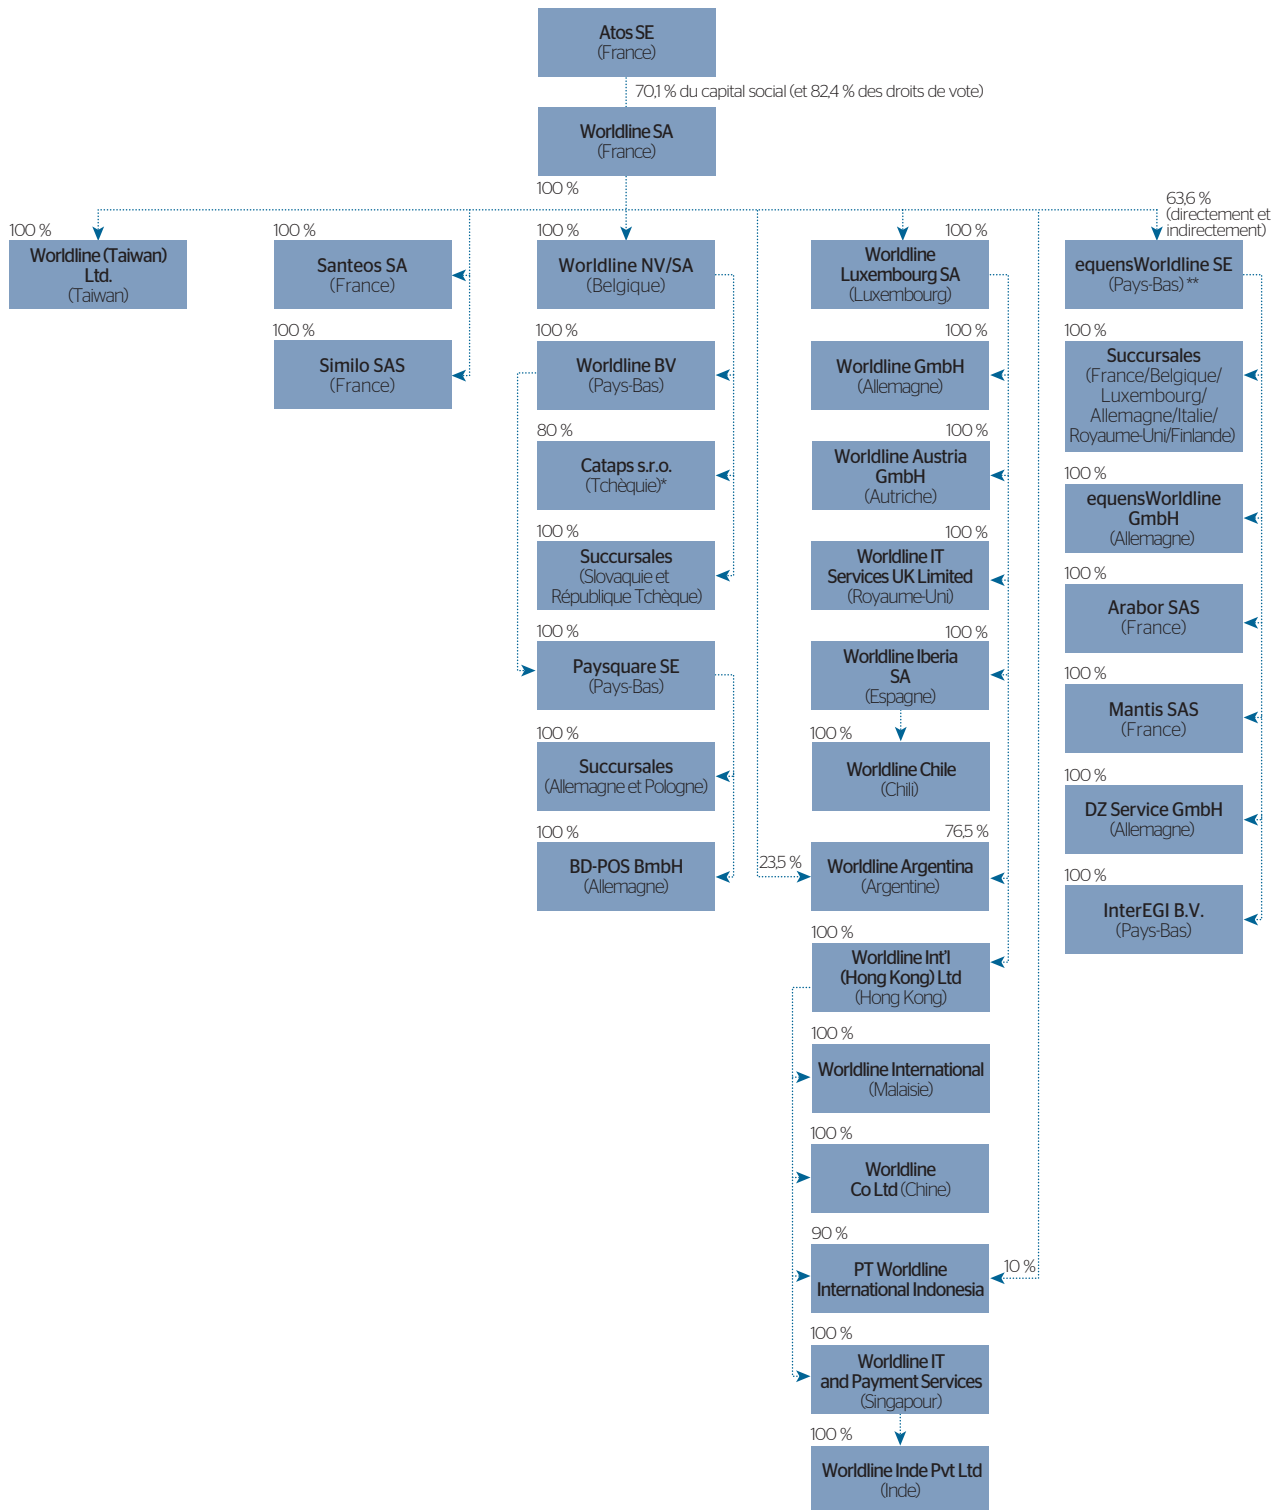 Atos SE
(France)
70,1 % du capital social (et 82,4 % des droits de vote)
Worldline SA
(France)
100 %
100 %
Worldline (Taiwan)
Ltd.
(Taiwan)
100 %
Santeos SA
(France)
100 %
Similo SAS
(France)
100 %
Worldline NV/SA
(Belgique)
100 %
Worldline BV
(Pays-Bas)
80 %
Cataps s.r.o.
(Tchèquie)*
100 %
Succursales
(Slovaquie et
République Tchèque)
100 %
Paysquare SE
(Pays-Bas)
100 %
Succursales
(Allemagne et Pologne)
100 %
BD-POS BmbH
(Allemagne)
100 %
Worldline
Luxembourg SA
(Luxembourg)
100 %
Worldline GmbH
(Allemagne)
100 %
Worldline Austria
GmbH
(Autriche)
100 %
Worldline IT
Services UK Limited
(Royaume-Uni)
100 %
Worldline Iberia
SA
(Espagne)
100 %
Worldline Chile
(Chili)
76,5 %
23,5 %
Worldline Argentina
(Argentine)
100 %
Worldline Int'l
(Hong Kong) Ltd
(Hong Kong)
100 %
Worldline International
(Malaisie)
100 %
Worldline
Co Ltd (Chine)
90 %
PT Worldline
International Indonesia
10 %
100 %
Worldline IT
and Payment Services
(Singapour)
100 %
Worldline Inde Pvt Ltd
(Inde)
63,6 %
(directement et
indirectement)
equensWorldline SE
(Pays-Bas) **
100 %
Succursales
(France/Belgique/
Luxembourg/
Allemagne/Italie/
Royaume-Uni/Finlande)
100 %
equensWorldline
GmbH
(Allemagne)
100 %
Arabor SAS
(France)
100 %
Mantis SAS
(France)
100 %
DZ Service GmbH
(Allemagne)
100 %
InterEGI B.V.
(Pays-Bas)